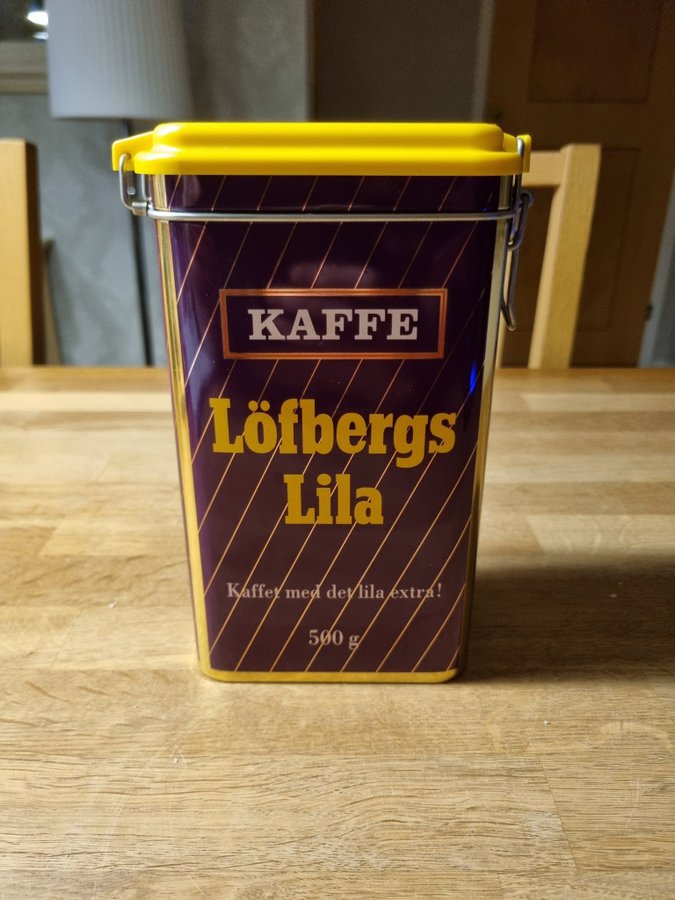 KAFFE
Löfbergs
Lila
Kaffet med det lila extra!
500 g